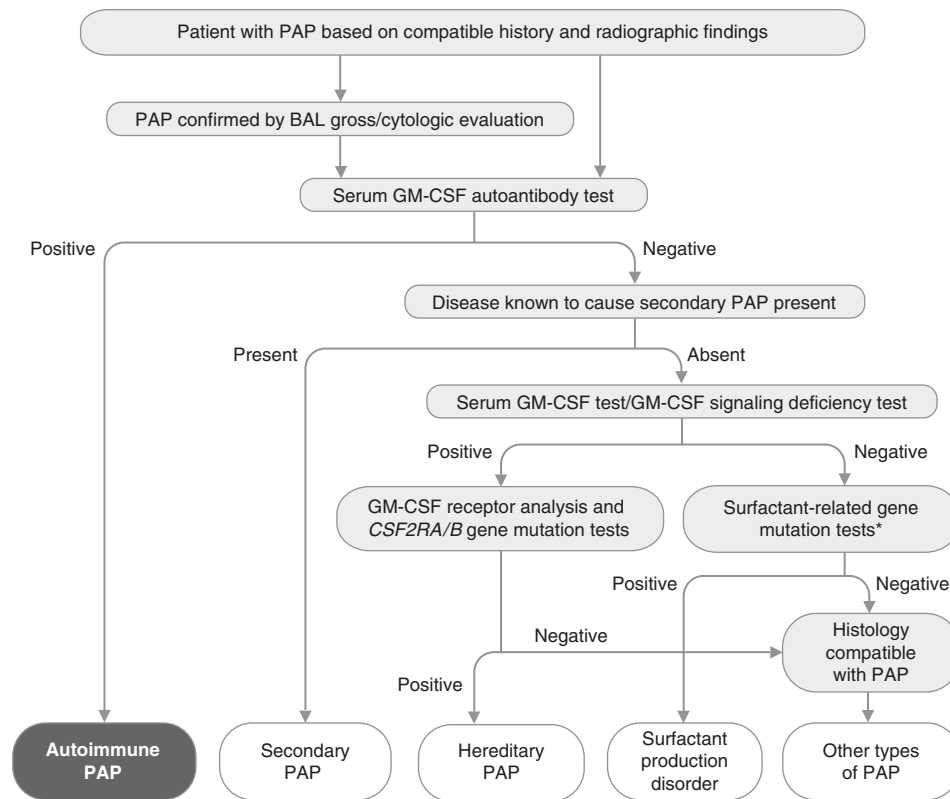 Patient with PAP based on compatible history and radiographic findings
PAP confirmed by BAL gross/cytologic evaluation
Serum GM-CSF autoantibody test
Positive
Negative
Disease known to cause secondary PAP present
Present
Absent
Serum GM-CSF test/GM-CSF signaling deficiency test
Positive
Negative
GM-CSF receptor analysis and
CSF2RA/B gene mutation tests
Surfactant-related gene
mutation tests*
Positive
Negative
Negative
Histology
compatible
with PAP
Positive
Autoimmune
PAP
Secondary
PAP
Hereditary
PAP
Surfactant
production
disorder
Other types
of PAP